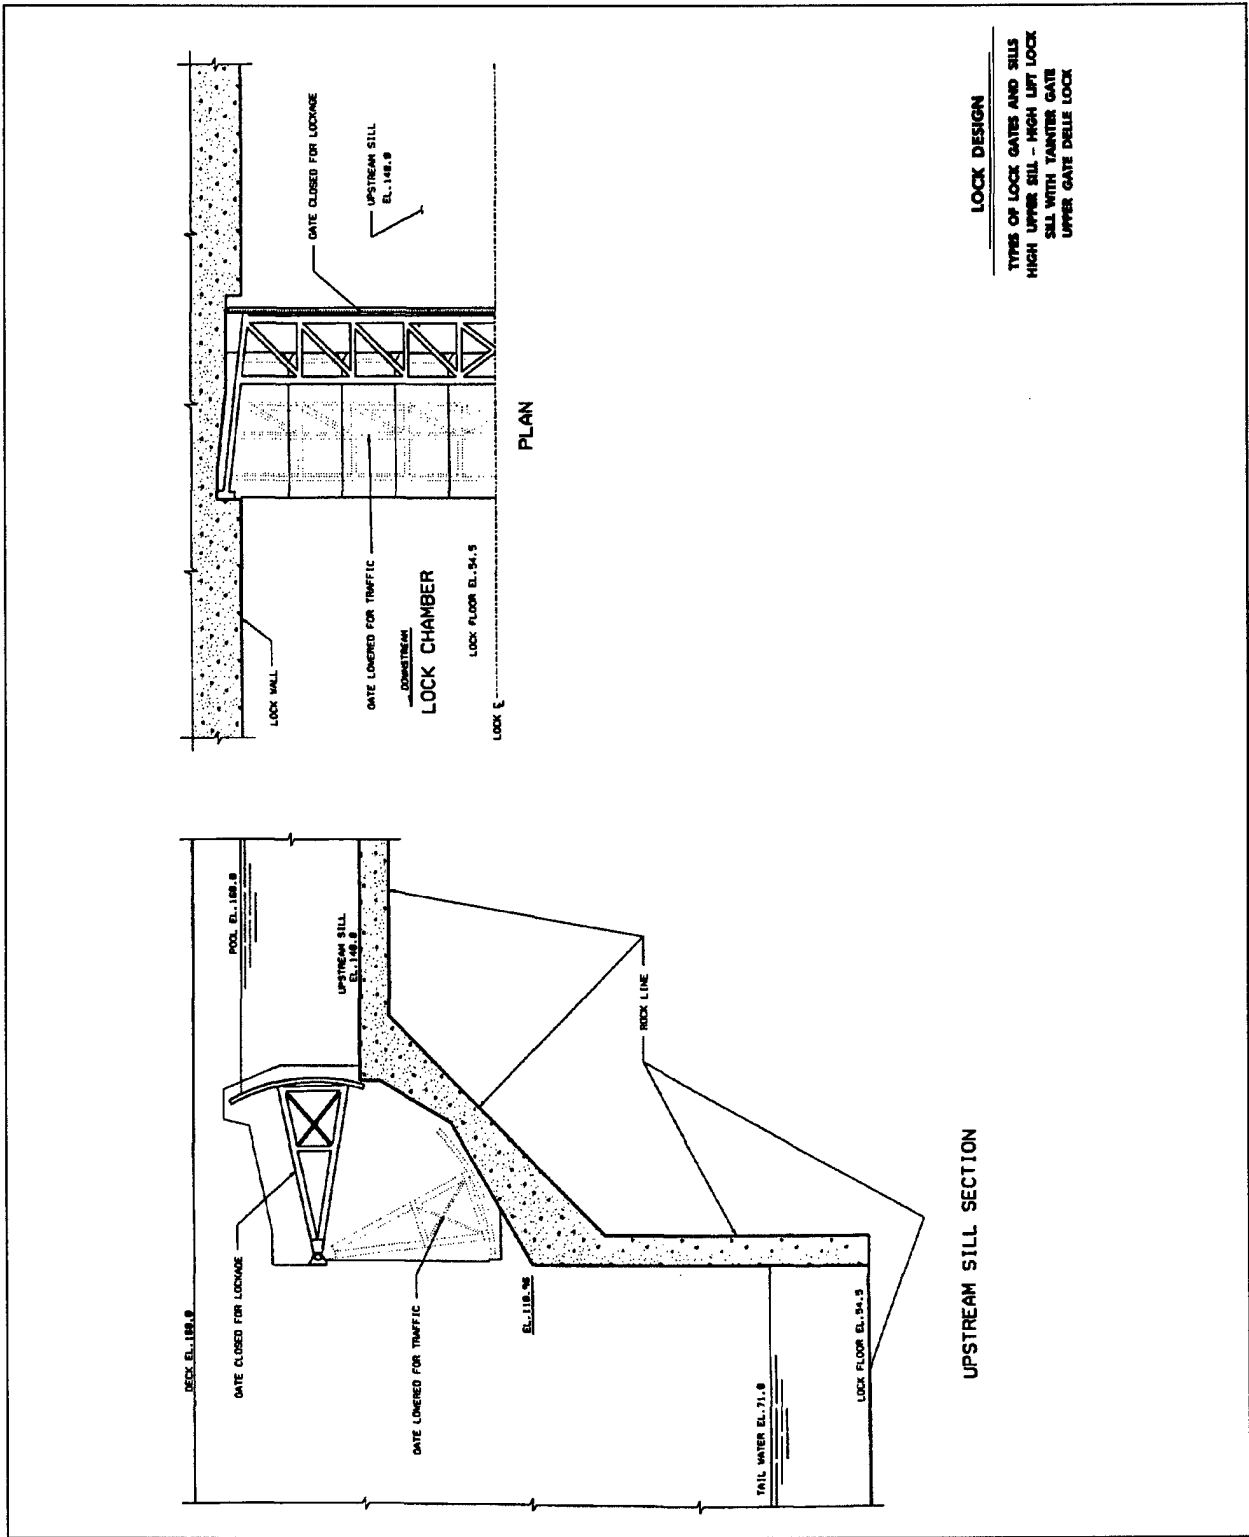 DECK EL.168.0
GATE CLOSED FOR LOCKAGE
POOL EL.160.0
UPSTREAM SILL
EL.140.0
GATE LOWERED FOR TRAFFIC
EL.110.96
ROCK LINE
TAIL WATER EL.71.0
LOCK FLOOR EL.54.5
UPSTREAM SILL SECTION
LOCK WALL
GATE CLOSED FOR LOCKAGE
UPSTREAM SILL
EL.140.0
GATE LOWERED FOR TRAFFIC
DOWNSTREAM
LOCK CHAMBER
LOCK FLOOR EL.54.5
LOCK ℄
PLAN
LOCK DESIGN
TYPES OF LOCK GATES AND SILLS
HIGH UPPER SILL - HIGH LIFT LOCK
SILL WITH TAINTER GATE
UPPER GATE DELLE LOCK